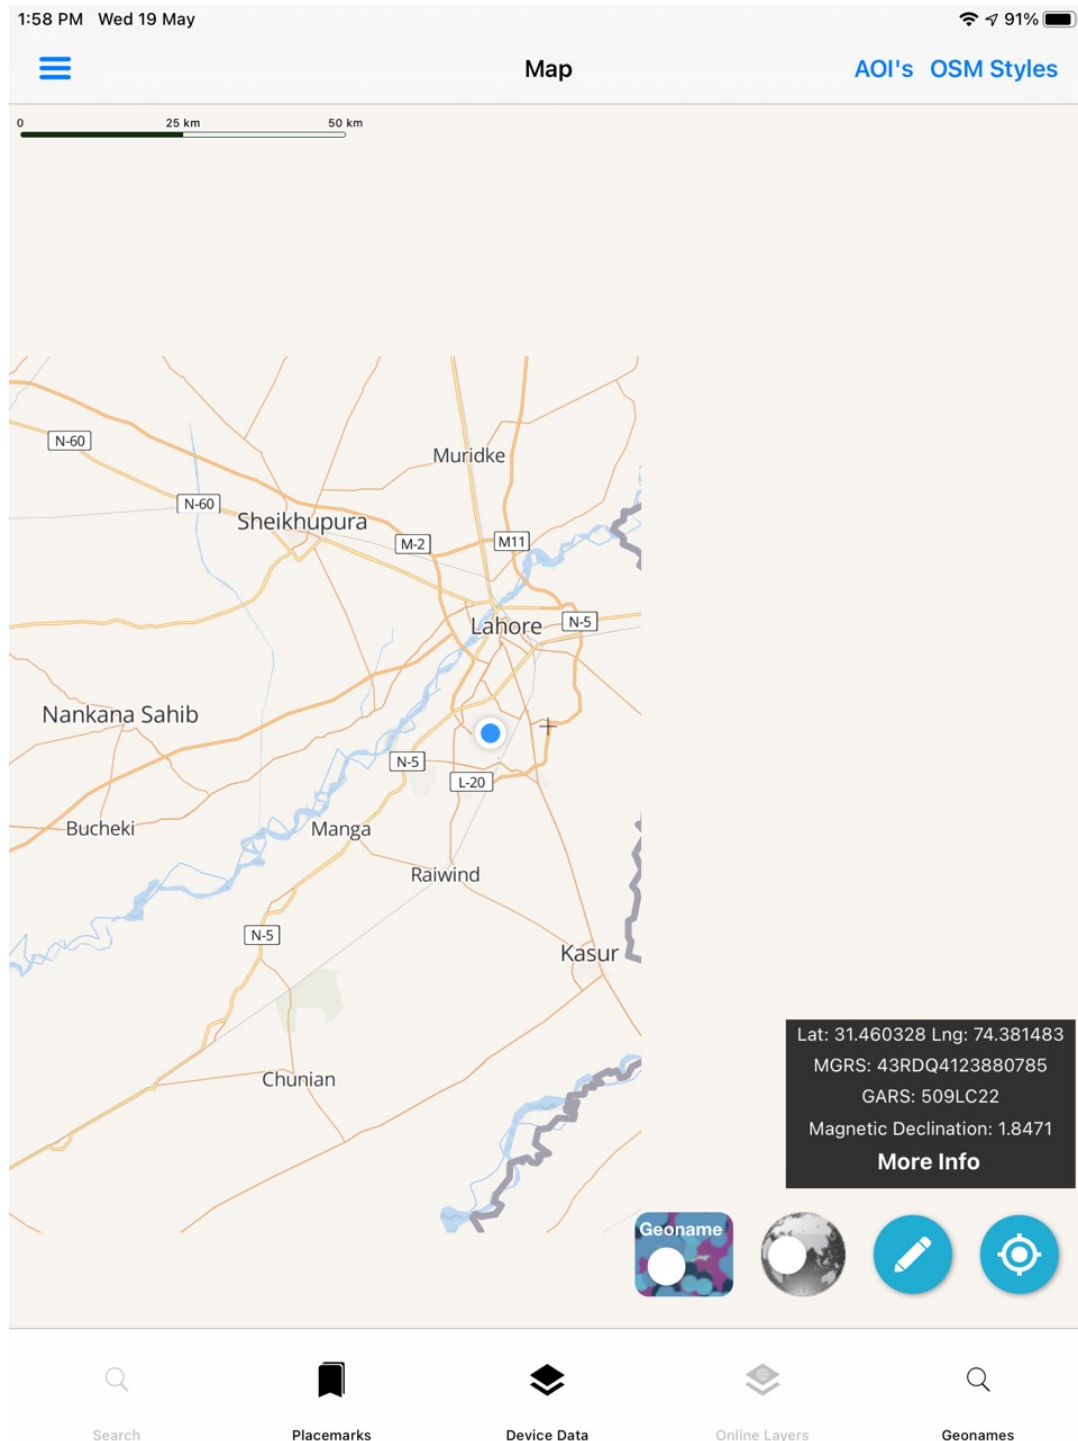 1:58 PM Wed 19 May
91%
Map
AOI's OSM Styles
0 25 km 50 km
N-60
Muridke
N-60
Sheikhupura
M-2
M11
Lahore
N-5
Nankana Sahib
N-5
L-20
Bucheki
Manga
Raiwind
N-5
Kasur
Chunian
Lat: 31.460328 Lng: 74.381483
MGRS: 43RDQ4123880785
GARS: 509LC22
Magnetic Declination: 1.8471
More Info
Geoname
Search
Placemarks
Device Data
Online Layers
Geonames